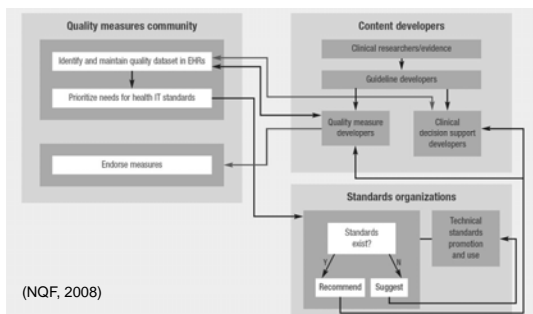 Quality measures community
Identify and maintain quality dataset in EHRs
Prioritize needs for health IT standards
Endorse measures
Content developers
Clinical researchers/evidence
Guideline developers
Quality measure
developers
Clinical
decision support
developers
Standards organizations
Standards
exist?
Y
N
Recommend
Suggest
Technical
standards
promotion
and use
(NQF, 2008)